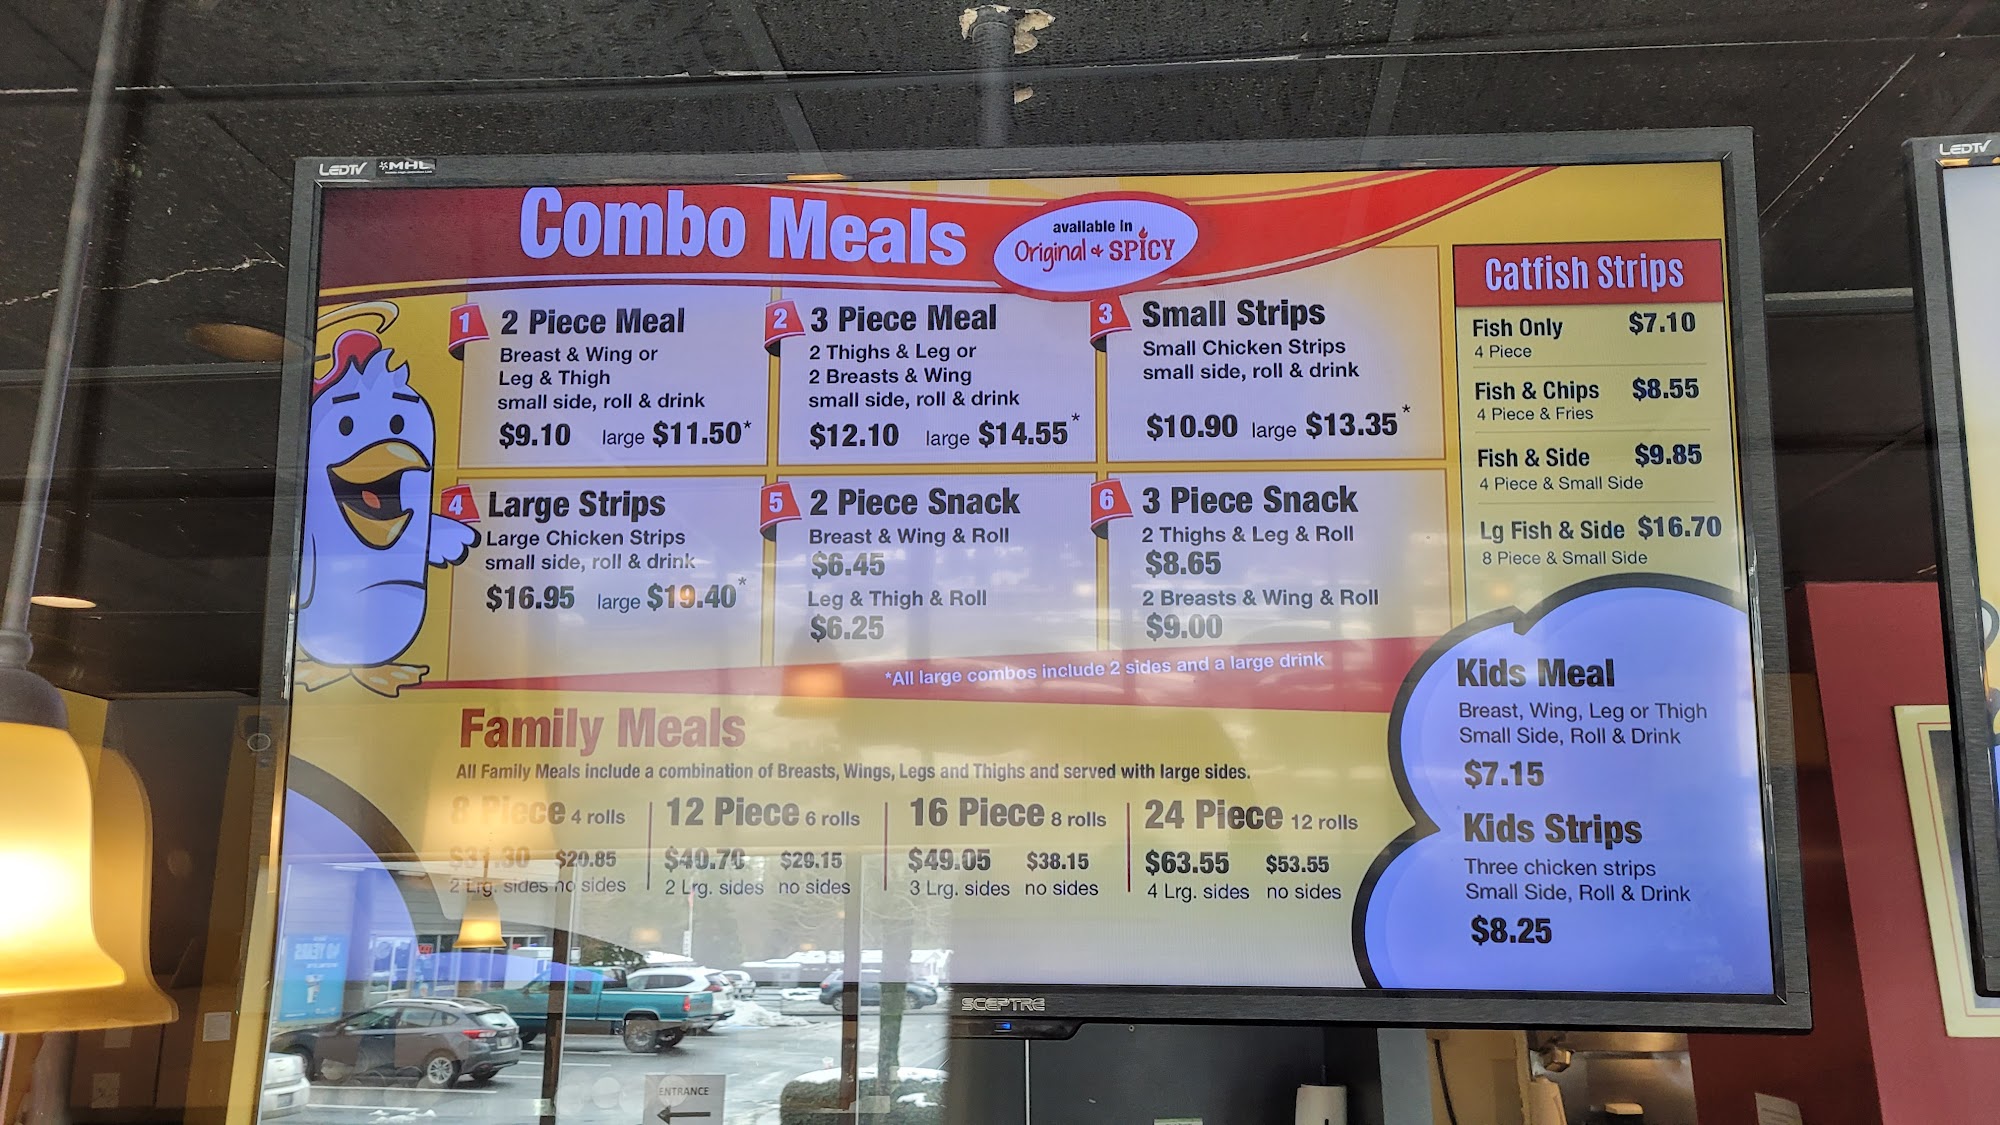 LEDTV MHL
LEDTV
Combo Meals
available in
Original & SPICY
1 2 Piece Meal
Breast & Wing or
Leg & Thigh
small side, roll & drink
$9.10 large $11.50*
2 3 Piece Meal
2 Thighs & Leg or
2 Breasts & Wing
small side, roll & drink
$12.10 large $14.55*
3 Small Strips
Small Chicken Strips
small side, roll & drink
$10.90 large $13.35*
4 Large Strips
Large Chicken Strips
small side, roll & drink
$16.95 large $19.40*
5 2 Piece Snack
Breast & Wing & Roll
$6.45
Leg & Thigh & Roll
$6.25
6 3 Piece Snack
2 Thighs & Leg & Roll
$8.65
2 Breasts & Wing & Roll
$9.00
*All large combos include 2 sides and a large drink
Catfish Strips
Fish Only $7.10
4 Piece
Fish & Chips $8.55
4 Piece & Fries
Fish & Side $9.85
4 Piece & Small Side
Lg Fish & Side $16.70
8 Piece & Small Side
Family Meals
All Family Meals include a combination of Breasts, Wings, Legs and Thighs and served with large sides.
8 Piece 4 rolls
$31.30 $20.85
2 Lrg. sides no sides
12 Piece 6 rolls
$40.70 $29.15
2 Lrg. sides no sides
16 Piece 8 rolls
$49.05 $38.15
3 Lrg. sides no sides
24 Piece 12 rolls
$63.55 $53.55
4 Lrg. sides no sides
Kids Meal
Breast, Wing, Leg or Thigh
Small Side, Roll & Drink
$7.15
Kids Strips
Three chicken strips
Small Side, Roll & Drink
$8.25
SCEPTRE
ENTRANCE